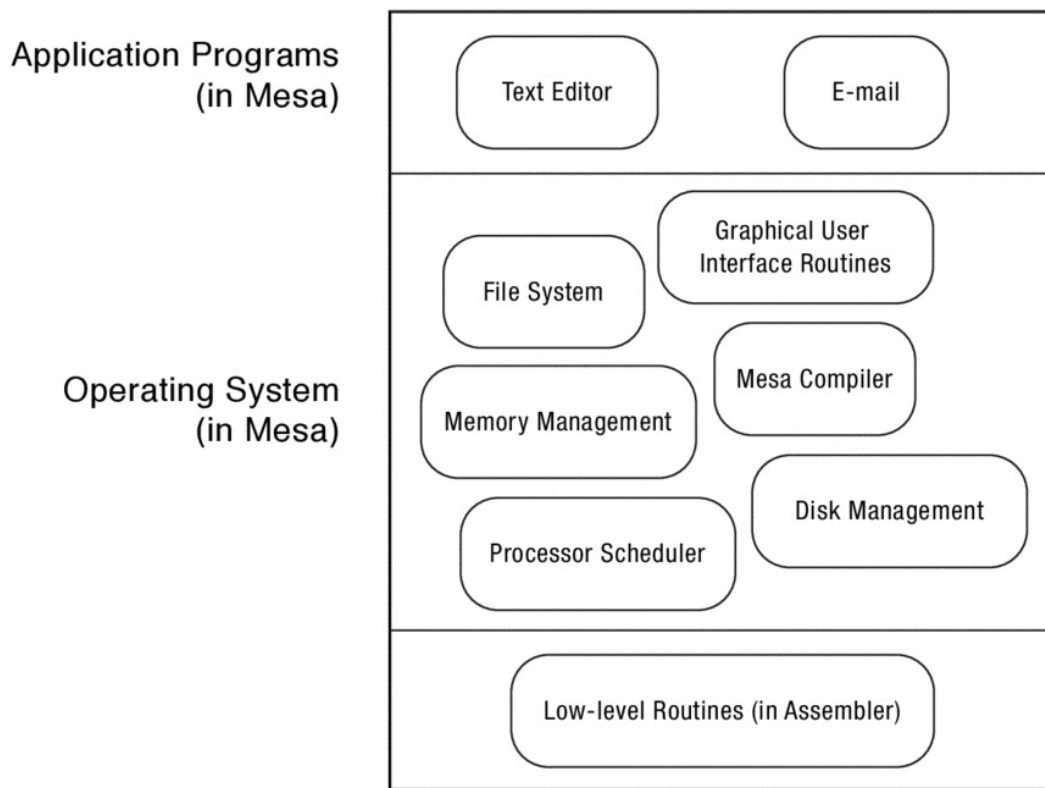 Application Programs
(in Mesa)
Text Editor
E-mail
Graphical User
Interface Routines
File System
Mesa Compiler
Operating System
(in Mesa)
Memory Management
Disk Management
Processor Scheduler
Low-level Routines (in Assembler)